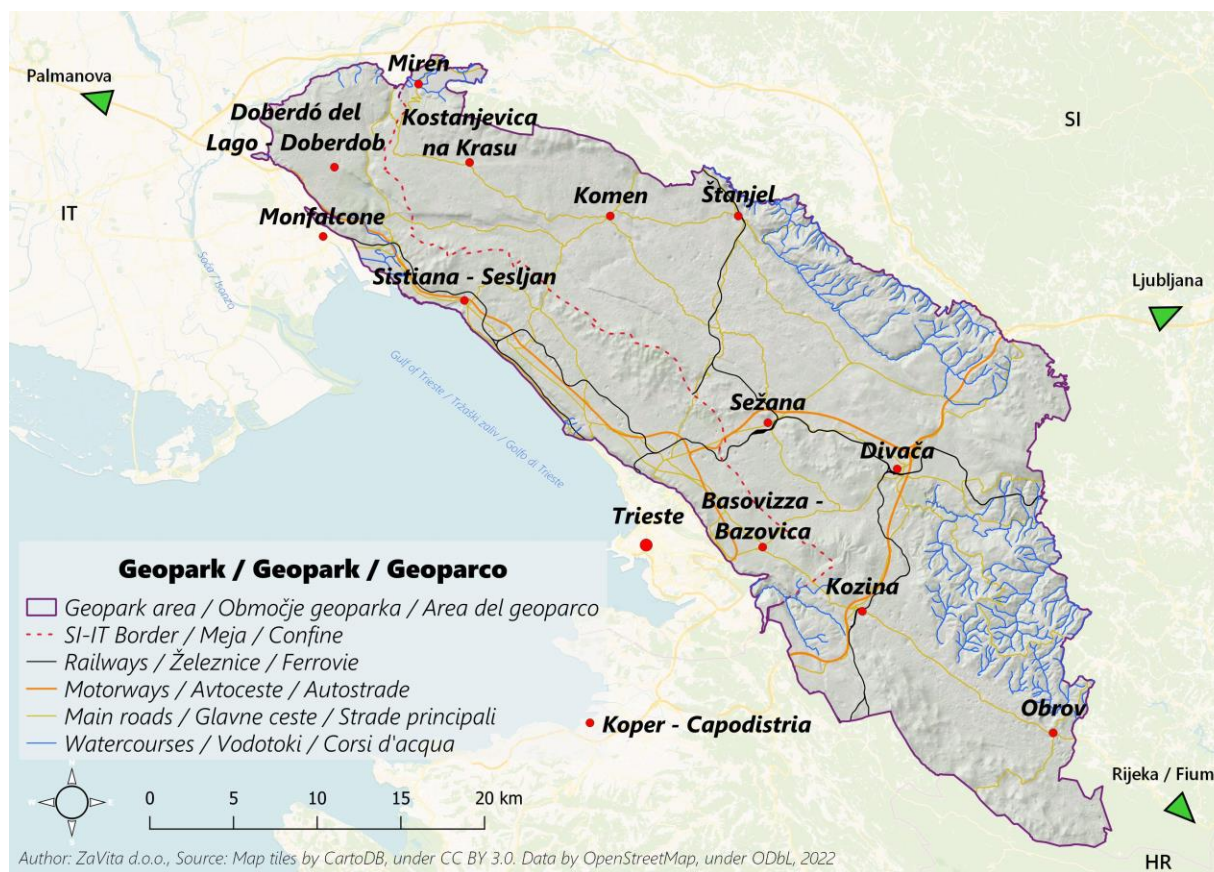 Palmanova
Miren
Doberdó del
Lago - Doberdob
Kostanjevica
na Krasu
SI
IT
Komen
Štanjel
Monfalcone
Soča / Isonzo
Sistiana - Sesljan
Ljubljana
Gulf of Trieste / Tržaški zaliv / Golfo di Trieste
Sežana
Divača
Basovizza -
Bazovica
Trieste
Kozina
Obrov
Koper - Capodistria
Rijeka / Fium
HR
Geopark / Geopark / Geoparco
Geopark area / Območje geoparka / Area del geoparco
SI-IT Border / Meja / Confine
Railways / Železnice / Ferrovie
Motorways / Avtoceste / Autostrade
Main roads / Glavne ceste / Strade principali
Watercourses / Vodotoki / Corsi d'acqua
0 5 10 15 20 km
Author: ZaVita d.o.o., Source: Map tiles by CartoDB, under CC BY 3.0. Data by OpenStreetMap, under ODbL, 2022